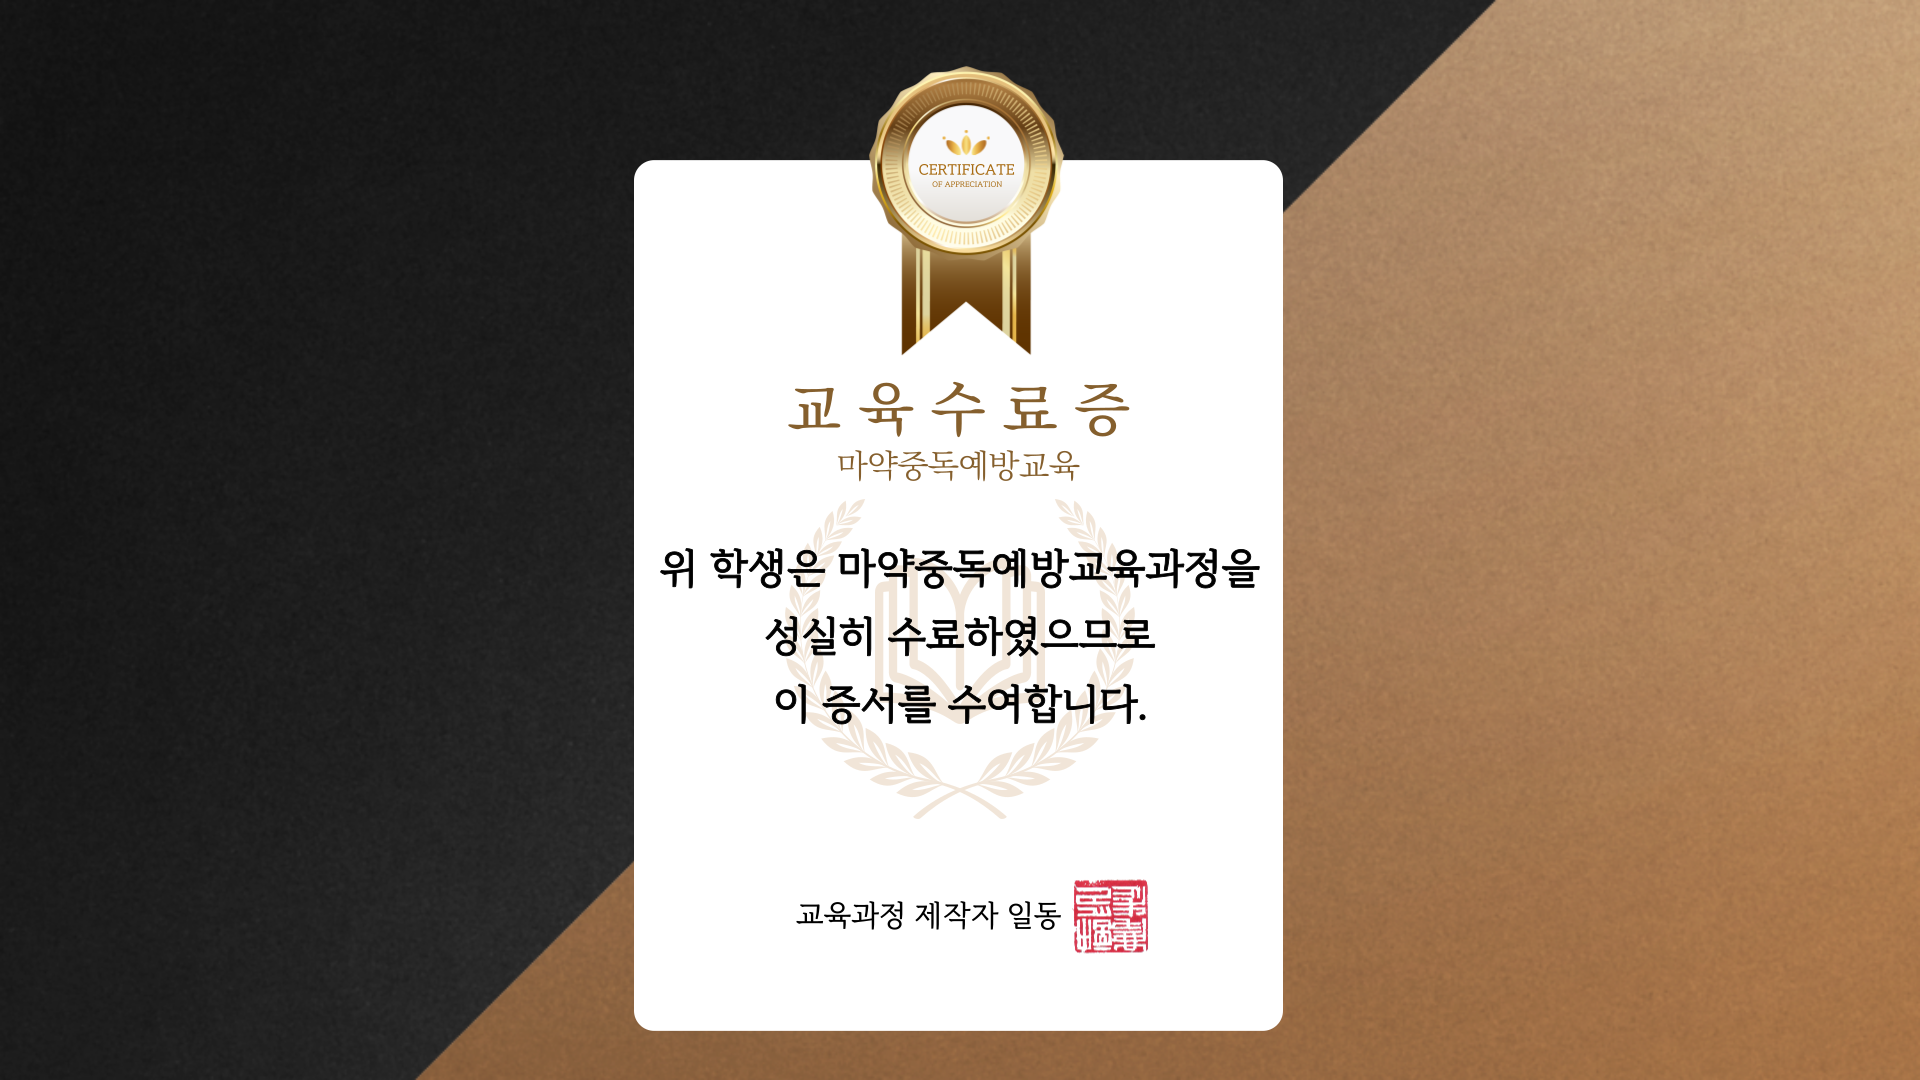 CERTIFICATE
OF APPRECIATION
교육수료증
마약중독예방교육
위 학생은 마약중독예방교육과정을
성실히 수료하였으므로
이 증서를 수여합니다.
교육과정 제작자 일동